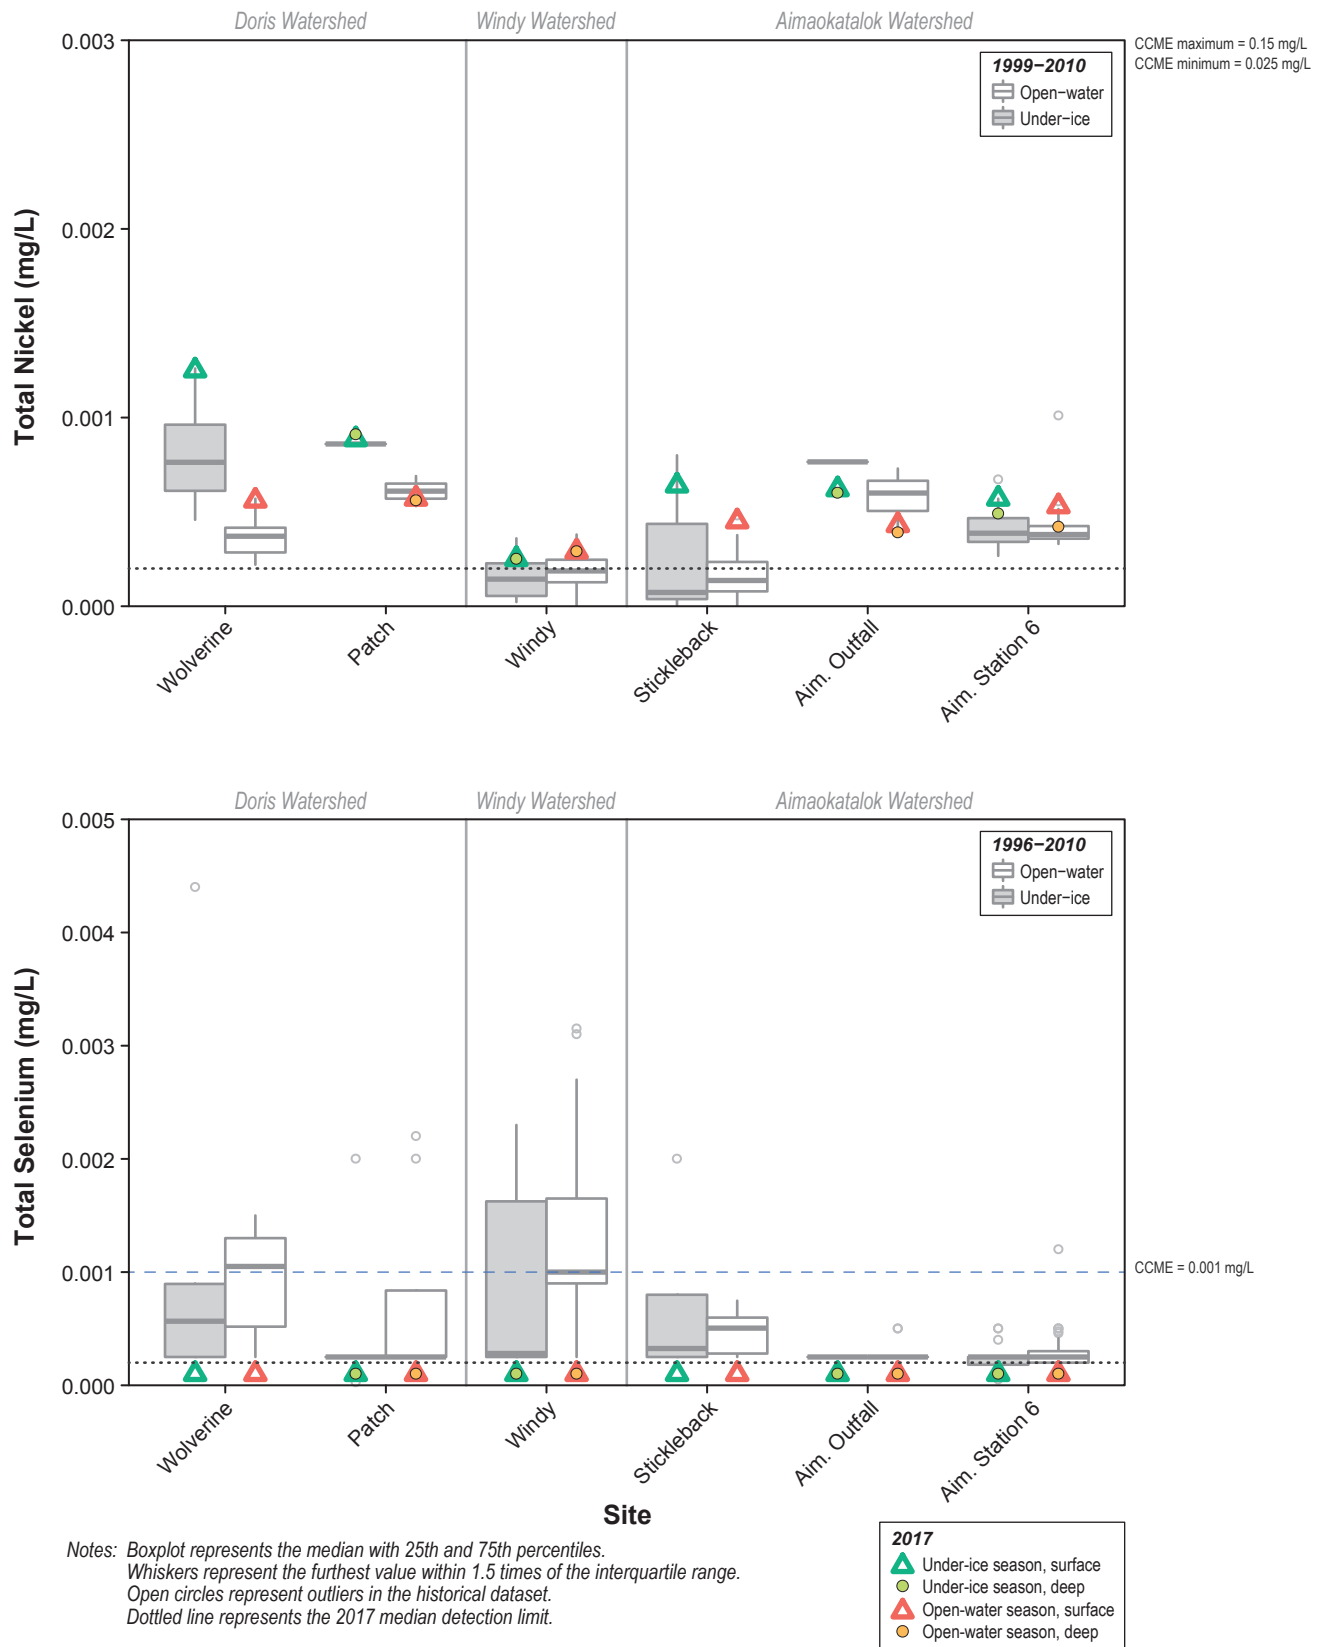 Doris Watershed
Windy Watershed
Aimaokatalok Watershed
CCME maximum = 0.15 mg/L
CCME minimum = 0.025 mg/L
1999−2010
Open−water
Under−ice
Total Nickel (mg/L)
0.003
0.002
0.001
0.000
Wolverine
Patch
Windy
Stickleback
Aim. Outfall
Aim. Station 6
Doris Watershed
Windy Watershed
Aimaokatalok Watershed
1996−2010
Open−water
Under−ice
Total Selenium (mg/L)
0.005
0.004
0.003
0.002
0.001
0.000
CCME = 0.001 mg/L
Wolverine
Patch
Windy
Stickleback
Aim. Outfall
Aim. Station 6
Site
Notes: Boxplot represents the median with 25th and 75th percentiles.
Whiskers represent the furthest value within 1.5 times of the interquartile range.
Open circles represent outliers in the historical dataset.
Dotted line represents the 2017 median detection limit.
2017
Under−ice season, surface
Under−ice season, deep
Open−water season, surface
Open−water season, deep